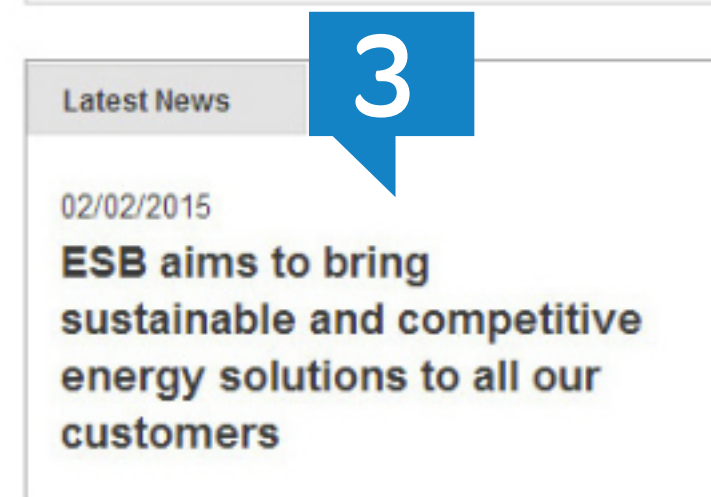 3
Latest News
02/02/2015
ESB aims to bring
sustainable and competitive
energy solutions to all our
customers